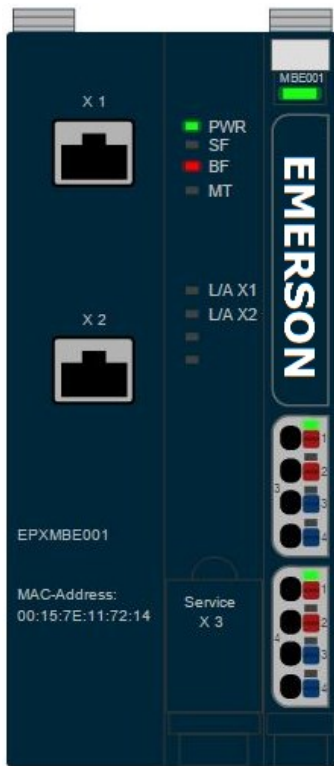 X 1
MBE001
PWR
SF
BF
MT
EMERSON
L/A X1
L/A X2
X 2
1
2
3
3
4
EPXMBE001
MAC-Address:
00:15:7E:11:72:14
Service
X 3
1
2
4
3
4